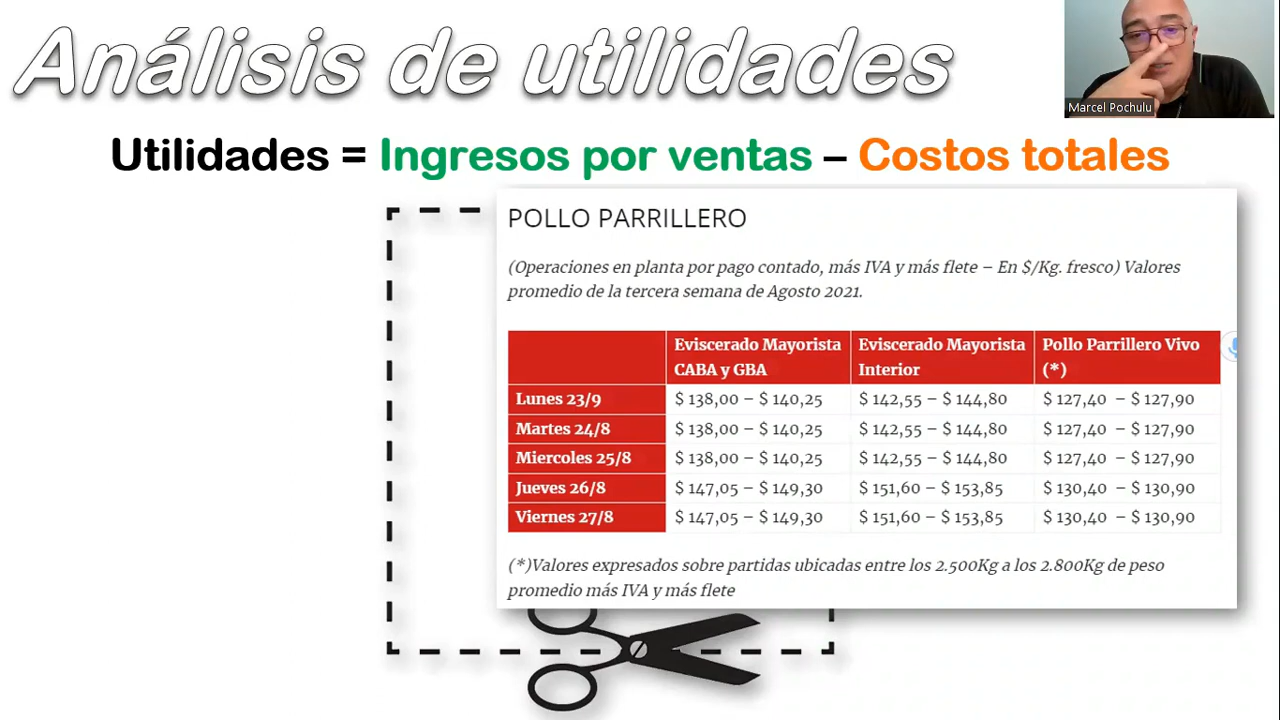 Análisis de utilidades
Marcel Pochulu
Utilidades = Ingresos por ventas – Costos totales
POLLO PARRILLERO
(Operaciones en planta por pago contado, más IVA y más flete – En $/Kg. fresco) Valores
promedio de la tercera semana de Agosto 2021.
Eviscerado Mayorista CABA y GBA Eviscerado Mayorista Interior Pollo Parrillero Vivo (*)
Lunes 23/9 $ 138,00 – $ 140,25 $ 142,55 – $ 144,80 $ 127,40 – $ 127,90
Martes 24/8 $ 138,00 – $ 140,25 $ 142,55 – $ 144,80 $ 127,40 – $ 127,90
Miercoles 25/8 $ 138,00 – $ 140,25 $ 142,55 – $ 144,80 $ 127,40 – $ 127,90
Jueves 26/8 $ 147,05 – $ 149,30 $ 151,60 – $ 153,85 $ 130,40 – $ 130,90
Viernes 27/8 $ 147,05 – $ 149,30 $ 151,60 – $ 153,85 $ 130,40 – $ 130,90
(*)Valores expresados sobre partidas ubicadas entre los 2.500Kg a los 2.800Kg de peso
promedio más IVA y más flete